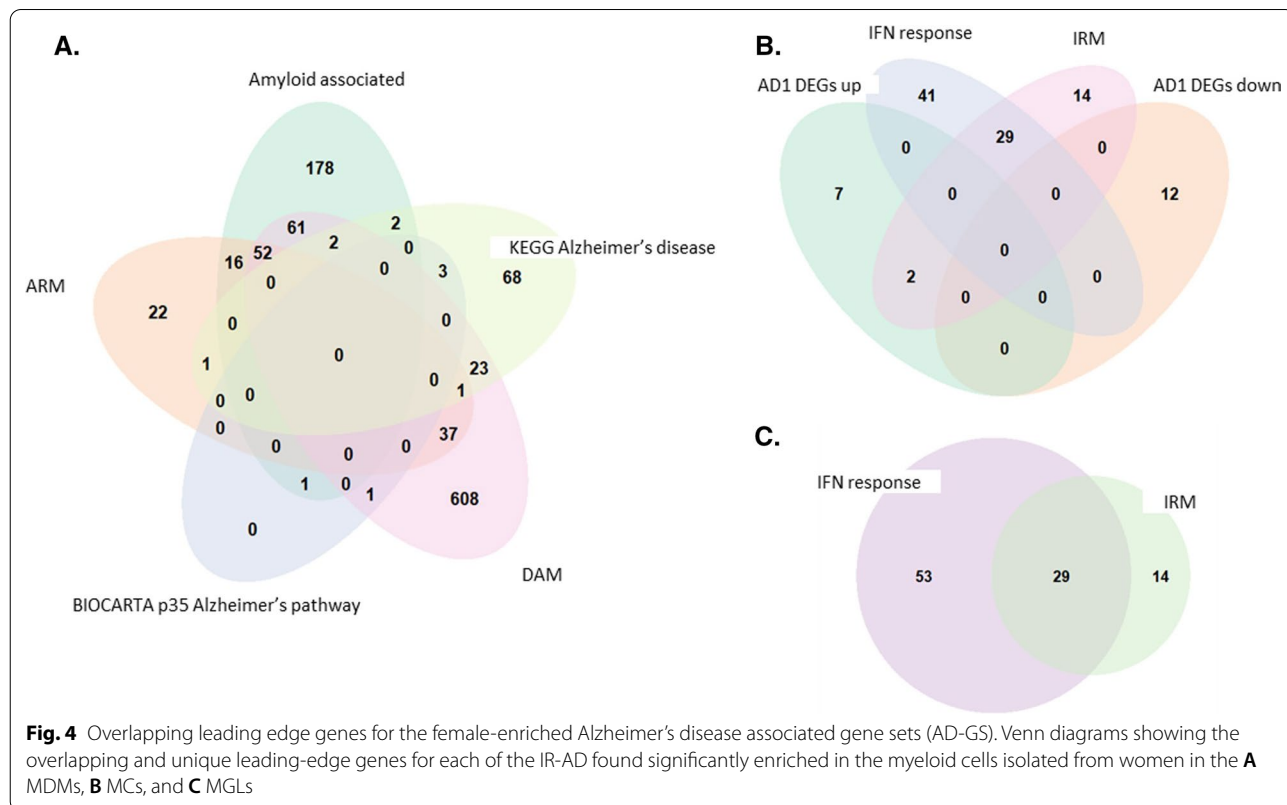 A.
Amyloid associated
178
61
2
2
0
KEGG Alzheimer's disease
16
52
0
0
3
68
ARM
22
0
0
1
0
23
0
1
0
0
0
0
0
0
37
1
0
1
608
0
DAM
BIOCARTA p35 Alzheimer's pathway
B.
IFN response
IRM
AD1 DEGs up
AD1 DEGs down
41
14
0
29
0
7
0
0
12
0
2
0
0
0
0
C.
IFN response
IRM
53
29
14
Fig. 4 Overlapping leading edge genes for the female-enriched Alzheimer's disease associated gene sets (AD-GS). Venn diagrams showing the
overlapping and unique leading-edge genes for each of the IR-AD found significantly enriched in the myeloid cells isolated from women in the A
MDMs, B MCs, and C MGLs